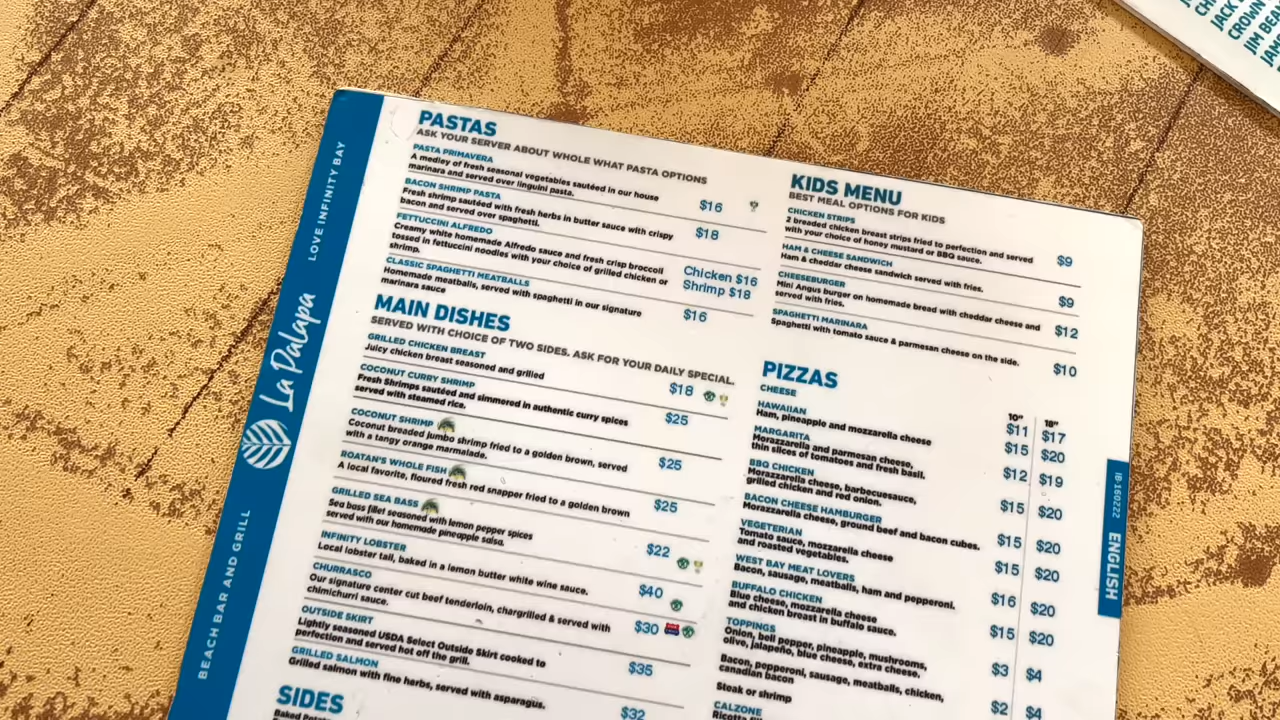 PASTAS
ASK YOUR SERVER ABOUT WHOLE WHAT PASTA OPTIONS
PASTA PRIMAVERA
A medley of fresh seasonal vegetables sautéed in our house
marinara and served over linguini pasta.
$16
BACON SHRIMP PASTA
Fresh shrimp sautéed with fresh herbs in butter sauce with crispy
bacon and served over spaghetti.
$18
FETTUCINI ALFREDO
Creamy white homemade Alfredo sauce and fresh crisp broccoli
tossed in fettuccini noodles with your choice of grilled chicken or
shrimp.
Chicken $16
Shrimp $18
CLASSIC SPAGHETTI MEATBALLS
Homemade meatballs, served with spaghetti in our signature
marinara sauce
$16
MAIN DISHES
SERVED WITH CHOICE OF TWO SIDES. ASK FOR YOUR DAILY SPECIAL.
GRILLED CHICKEN BREAST
Juicy chicken breast seasoned and grilled
$18
COCONUT CURRY SHRIMP
Fresh Shrimps sautéed and simmered in authentic curry spices
served with steamed rice.
$25
COCONUT SHRIMP
Coconut breaded jumbo shrimp fried to a golden brown, served
with a tangy orange marmalade.
$25
ROATAN'S WHOLE FISH
A local favorite, floured fresh red snapper fried to a golden brown
$25
GRILLED SEA BASS
Sea bass fillet seasoned with lemon pepper spices
served with our homemade pineapple salsa.
$22
INFINITY LOBSTER
Local lobster tail, baked in a lemon butter white wine sauce.
$40
CHURRASCO
Our signature center cut beef tenderloin, chargrilled & served with
chimichurri sauce.
$30
OUTSIDE SKIRT
Lightly seasoned USDA Select Outside Skirt cooked to
perfection and served hot off the grill.
$35
GRILLED SALMON
Grilled salmon with fine herbs, served with asparagus.
$32
SIDES
KIDS MENU
BEST MEAL OPTIONS FOR KIDS
CHICKEN STRIPS
2 breaded chicken breast strips fried to perfection and served
with your choice of honey mustard or BBQ sauce.
$9
HAM & CHEESE SANDWICH
Ham & cheddar cheese sandwich served with fries.
$9
CHEESEBURGER
Mini Angus burger on homemade bread with cheddar cheese and
served with fries.
$12
SPAGHETTI MARINARA
Spaghetti with tomato sauce & parmesan cheese on the side.
$10
PIZZAS
10" 18"
CHEESE
$11 $17
HAWAIIAN
Ham, pineapple and mozzarella cheese
$15 $20
MARGARITA
Morazzarella and parmesan cheese,
thin slices of tomatoes and fresh basil.
$12 $19
BBQ CHICKEN
Morazzarella cheese, barbecuesauce,
grilled chicken and red onion.
$15 $20
BACON CHEESE HAMBURGER
Morazzarella cheese, ground beef and bacon cubes.
$15 $20
VEGETERIAN
Tomato sauce, mozzarella cheese
and roasted vegetables.
$15 $20
WEST BAY MEAT LOVERS
Bacon, sausage, meatballs, ham and pepperoni.
$16 $20
BUFFALO CHICKEN
Blue cheese, mozzarella cheese
and chicken breast in buffalo sauce.
$15 $20
TOPPINGS
Onion, bell pepper, pineapple, mushrooms,
olive, jalapeño, blue cheese, extra cheese.
$3 $4
Bacon, pepperoni, sausage, meatballs, chicken,
canadian bacon
$2 $4
Steak or shrimp
CALZONE
LOVE INFINITY BAY
La Palapa
BEACH BAR AND GRILL
IB-160222
ENGLISH
JACK
CROWN
JIM BEA